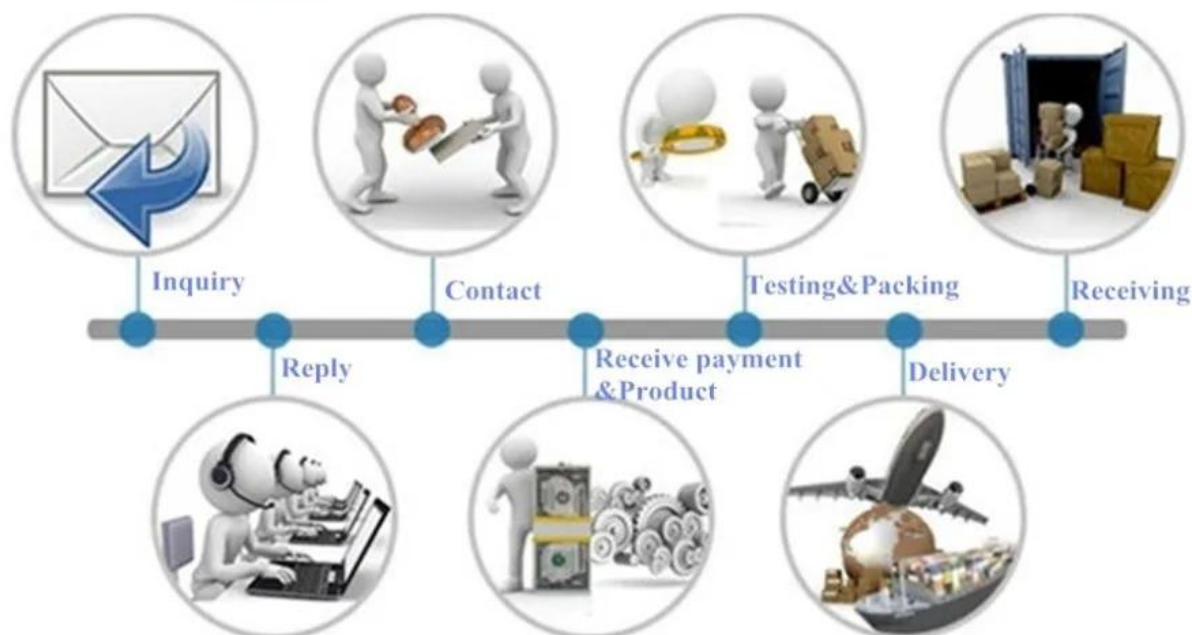 Inquiry
Reply
Contact
Receive payment
&Product
Testing&Packing
Delivery
Receiving